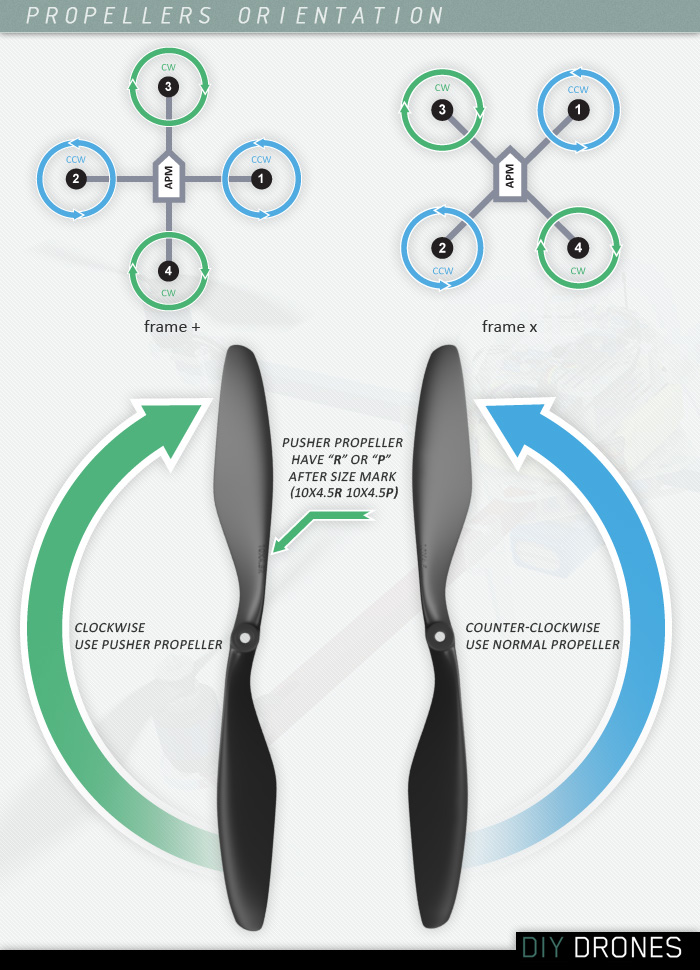 PROPELLERS ORIENTATION
CW
3
CCW
2
APM
CCW
1
4
CW
frame +
CW
3
CCW
1
APM
2
CCW
4
CW
frame x
PUSHER PROPELLER
HAVE “R” OR “P”
AFTER SIZE MARK
(10X4.5R 10X4.5P)
CLOCKWISE
USE PUSHER PROPELLER
COUNTER-CLOCKWISE
USE NORMAL PROPELLER
DIY DRONES